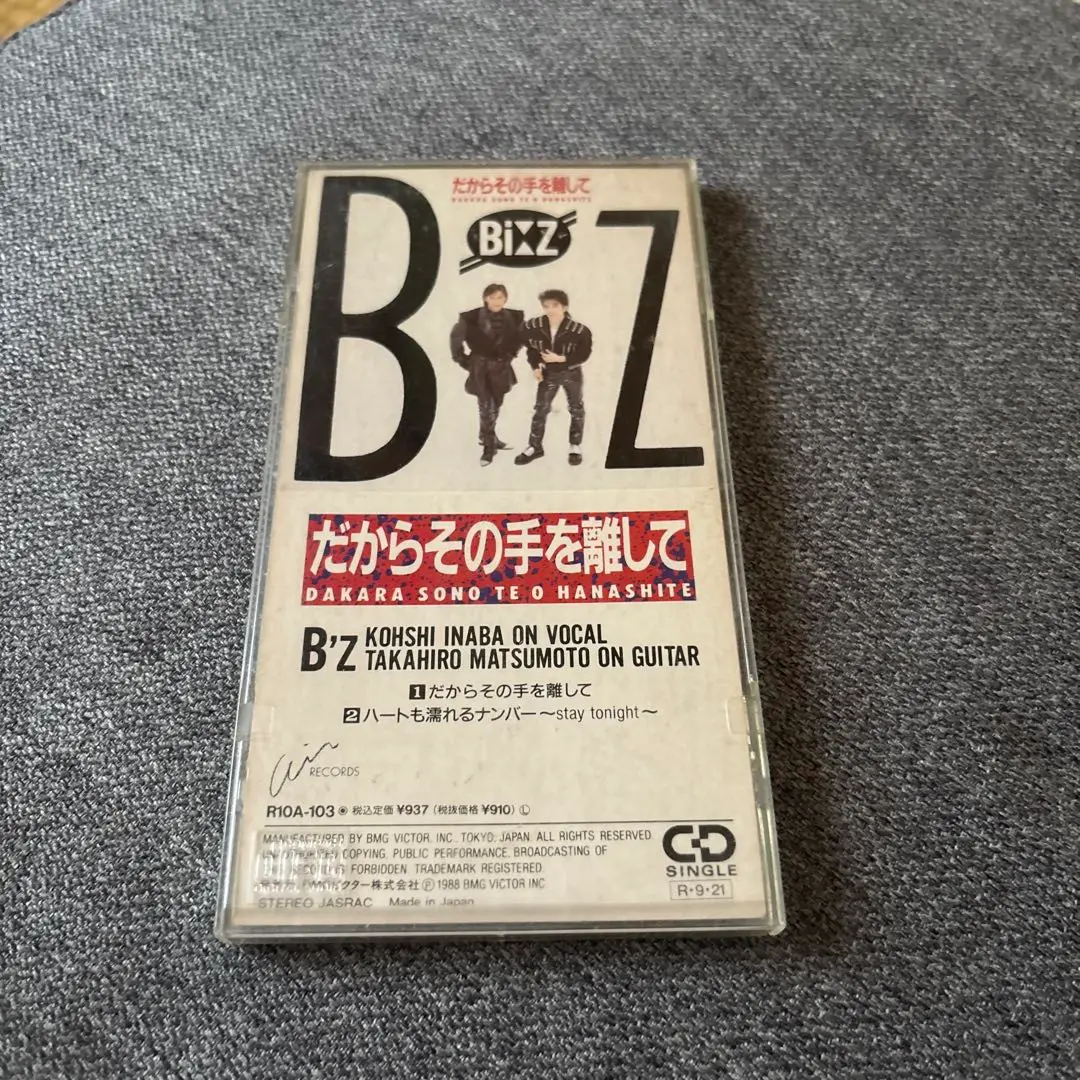 だからその手を離して
DAKARA SONO TE O HANASHITE
B Z
BiZ
だからその手を離して
DAKARA SONO TE O HANASHITE
B'z KOHSHI INABA ON VOCAL
TAKAHIRO MATSUMOTO ON GUITAR
1 だからその手を離して
2 ハートも濡れるナンバー〜stay tonight〜
air RECORDS
R10A-103 税込定価 ¥937 (税抜価格 ¥910) Ⓛ
MANUFACTURED BY BMG VICTOR, INC., TOKYO, JAPAN. ALL RIGHTS RESERVED.
COPYING, PUBLIC PERFORMANCE, BROADCASTING OF
FORBIDDEN. TRADEMARK REGISTERED.
株式会社 Ⓟ1988 BMG VICTOR INC.
STEREO JASRAC Made in Japan
CD
SINGLE
R・9・21